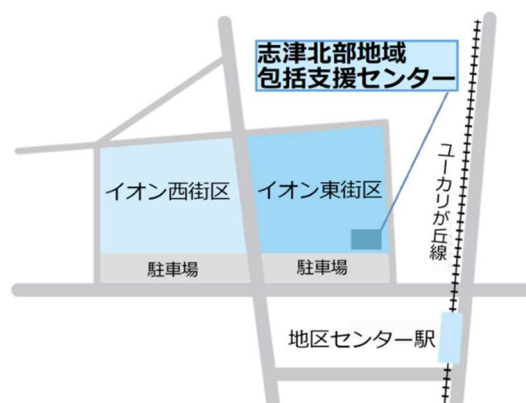 志津北部地域
包括支援センター
イオン西街区
イオン東街区
ユーカリが丘線
駐車場
駐車場
地区センター駅